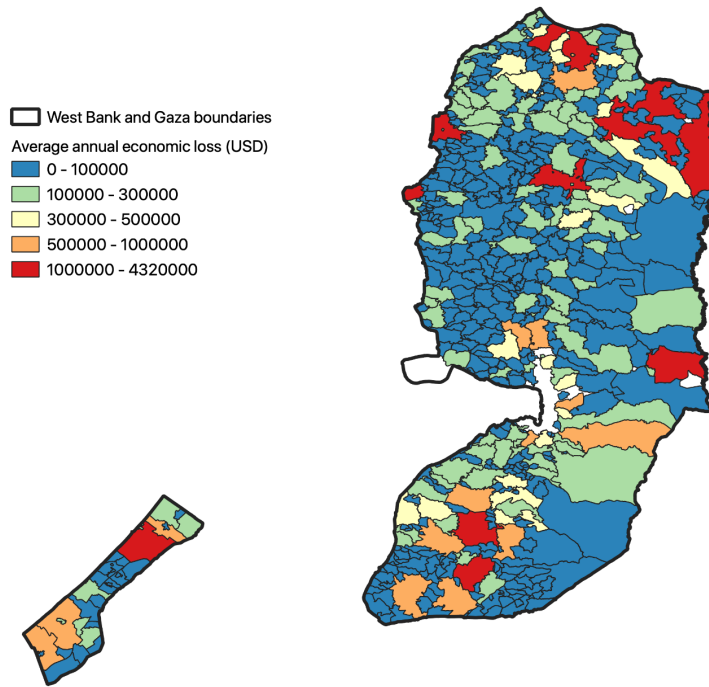 West Bank and Gaza boundaries
Average annual economic loss (USD)
0 - 100000
100000 - 300000
300000 - 500000
500000 - 1000000
1000000 - 4320000